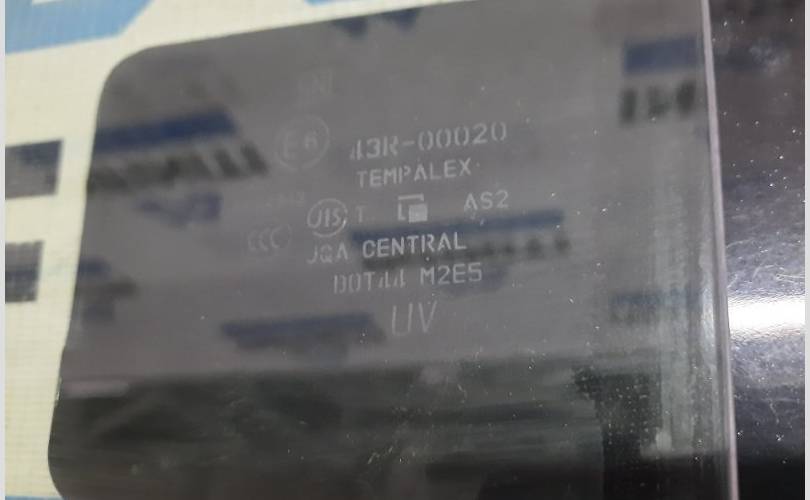 E6 43R-00020
TEMPALEX
JIS T AS2
CCC JQA CENTRAL
DOT44 M2E5
UV